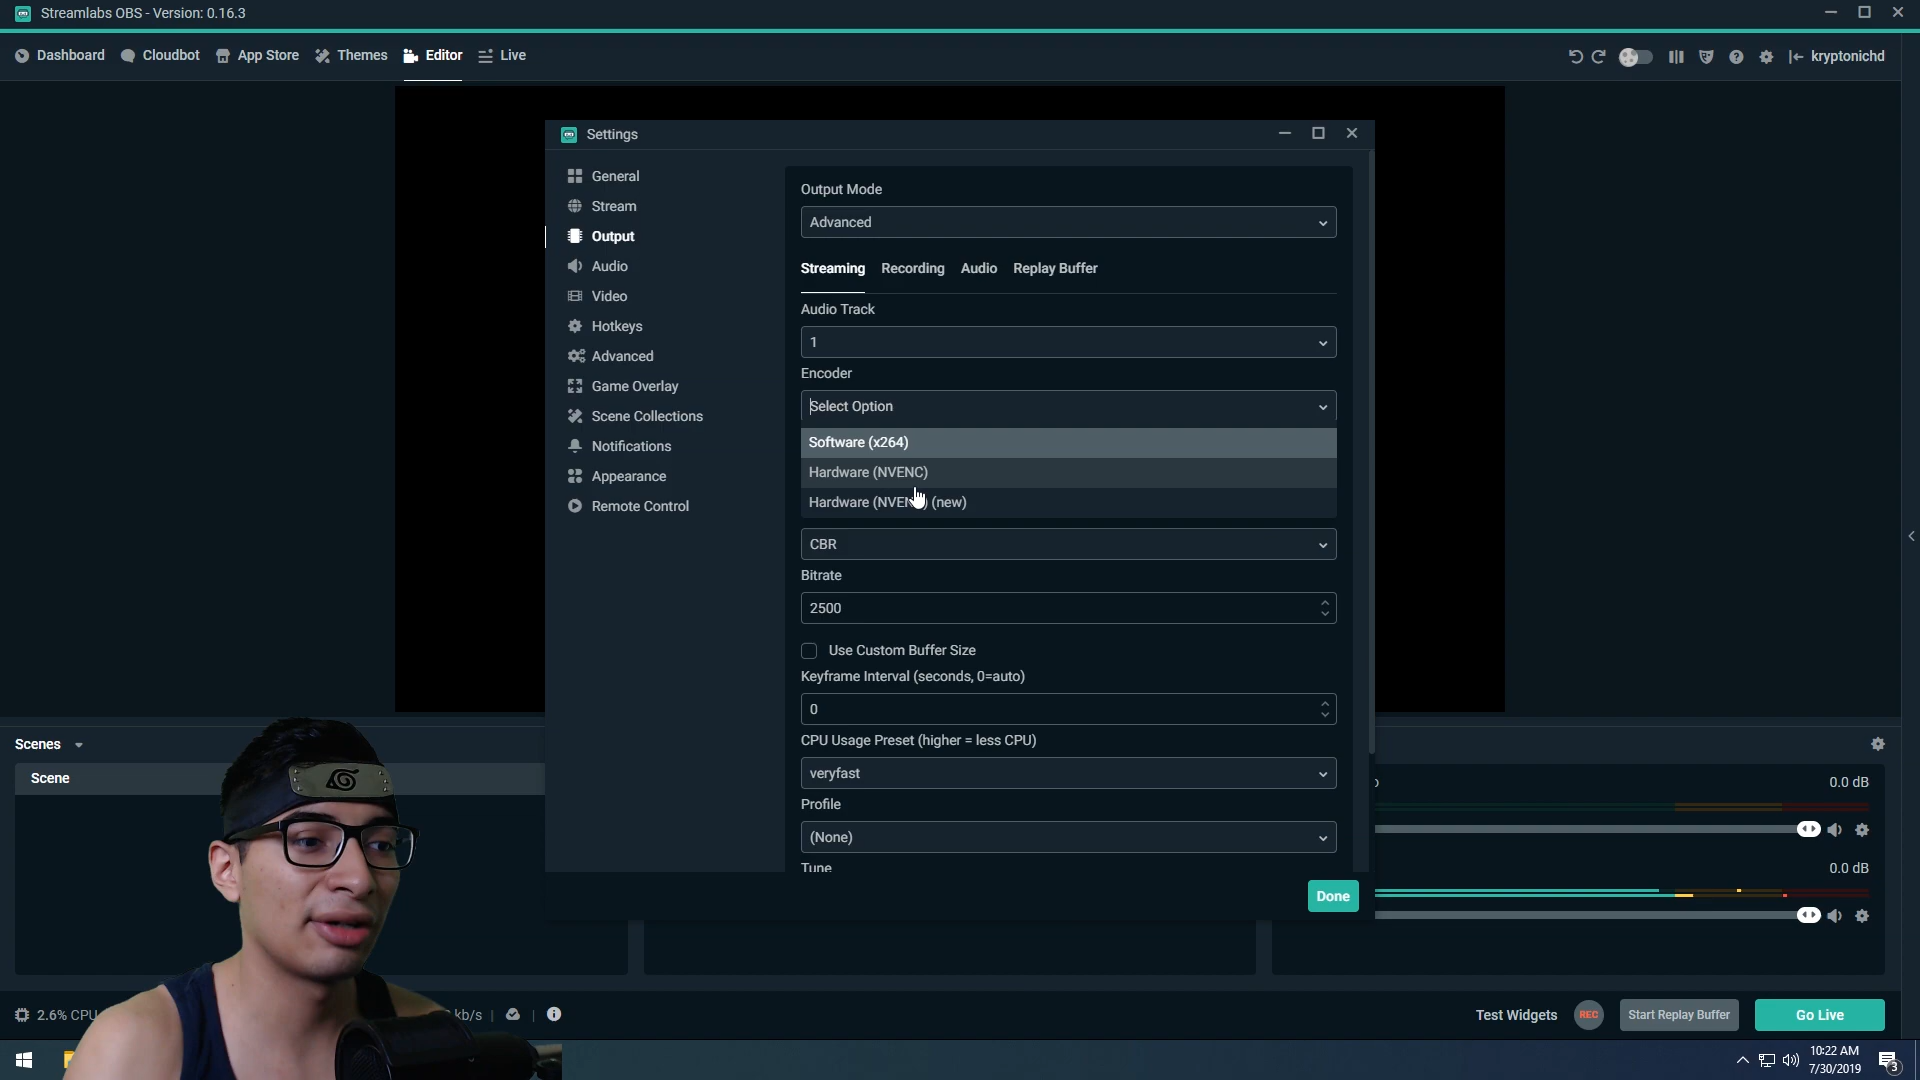 Streamlabs OBS - Version: 0.16.3
Dashboard Cloudbot App Store Themes Editor Live
kryptonichd
Settings
General
Stream
Output
Audio
Video
Hotkeys
Advanced
Game Overlay
Scene Collections
Notifications
Appearance
Remote Control
Output Mode
Advanced
Streaming Recording Audio Replay Buffer
Audio Track
1
Encoder
Select Option
Software (x264)
Hardware (NVENC)
Hardware (NVEN) (new)
CBR
Bitrate
2500
Use Custom Buffer Size
Keyframe Interval (seconds, 0=auto)
0
CPU Usage Preset (higher = less CPU)
veryfast
Profile
(None)
Tune
Done
Scenes
Scene
0.0 dB
0.0 dB
2.6% CPU
kb/s
Test Widgets REC Start Replay Buffer Go Live
10:22 AM
7/30/2019
3